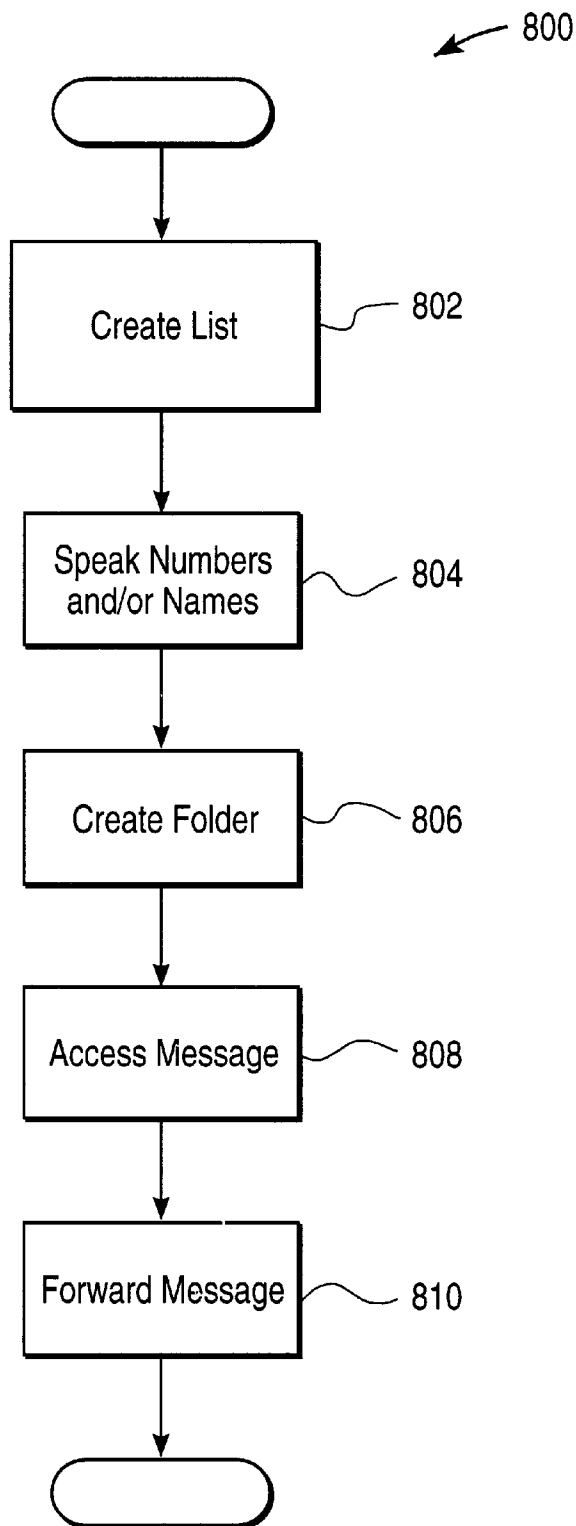 800
Create List
802
Speak Numbers
and/or Names
804
Create Folder
806
Access Message
808
Forward Message
810